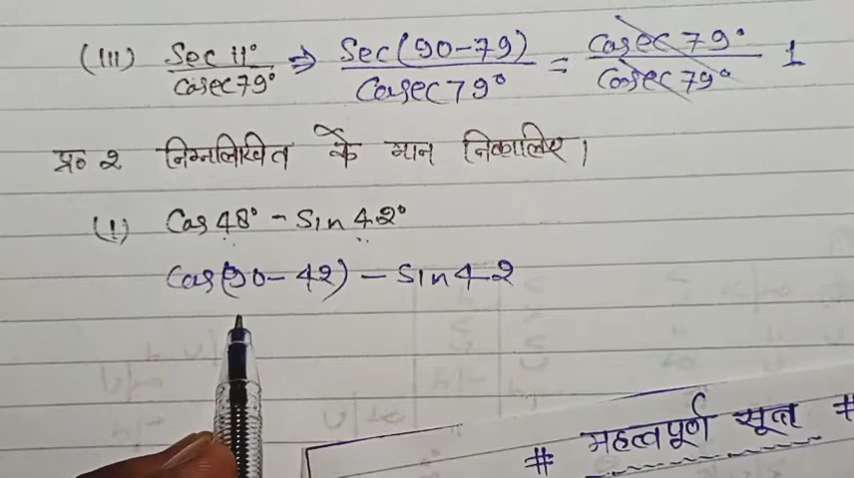 (III) Sec 11° / Cosec 79° ⇒ Sec(90-79) / Cosec 79° = Cosec 79° / Cosec 79° 1
प्र० २ निम्नलिखित के मान निकालिए।
(I) Cos 48° - Sin 42°
Cos(90-42) - Sin 42
# महत्वपूर्ण सूत्र #